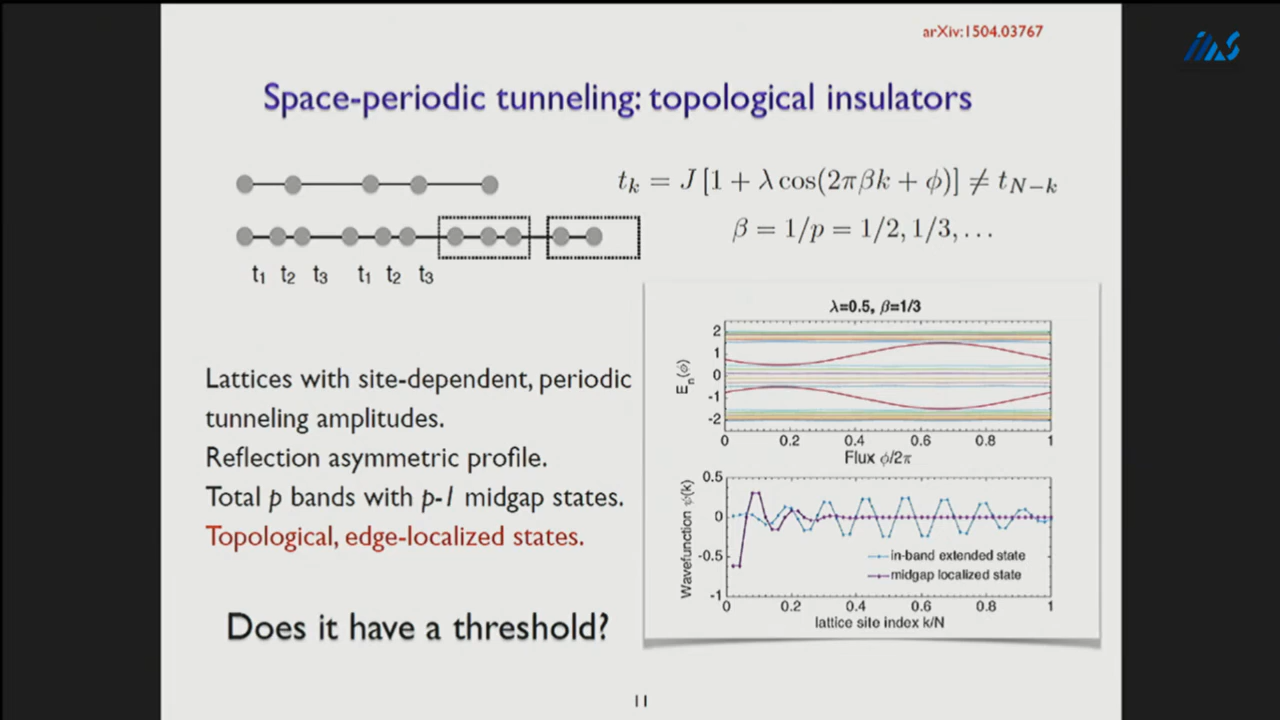 arXiv:1504.03767
IIAS
Space-periodic tunneling: topological insulators
t_k = J [1 + λ cos(2πβk + φ)] ≠ t_{N−k}
β = 1/p = 1/2, 1/3, ...
t1 t2 t3 t1 t2 t3
Lattices with site-dependent, periodic
tunneling amplitudes.
Reflection asymmetric profile.
Total p bands with p-1 midgap states.
Topological, edge-localized states.
Does it have a threshold?
λ=0.5, β=1/3
E_n(φ)
2
1
0
-1
-2
0 0.2 0.4 0.6 0.8 1
Flux φ/2π
Wavefunction ψ(k)
0.5
0
-0.5
-1
in-band extended state
midgap localized state
0 0.2 0.4 0.6 0.8 1
lattice site index k/N
11